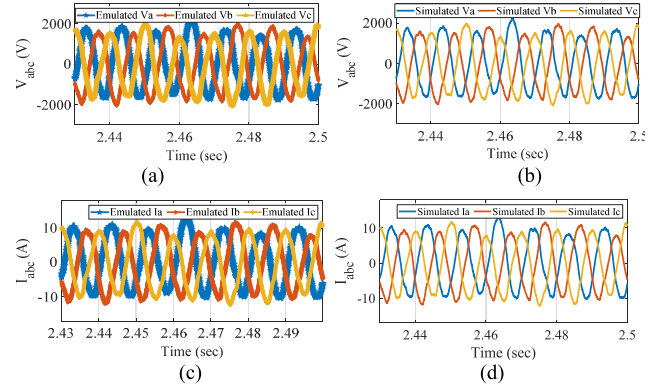 Emulated Va Emulated Vb Emulated Vc
2000
0
-2000
V_abc (V)
2.44 2.46 2.48 2.5
Time (sec)
(a)
Simulated Va Simulated Vb Simulated Vc
2000
0
-2000
V_abc (V)
2.44 2.46 2.48 2.5
Time (sec)
(b)
Emulated Ia Emulated Ib Emulated Ic
10
0
-10
I_abc (A)
2.43 2.44 2.45 2.46 2.47 2.48 2.49
Time (sec)
(c)
Simulated Ia Simulated Ib Simulated Ic
10
0
-10
I_abc (A)
2.44 2.46 2.48 2.5
Time (sec)
(d)